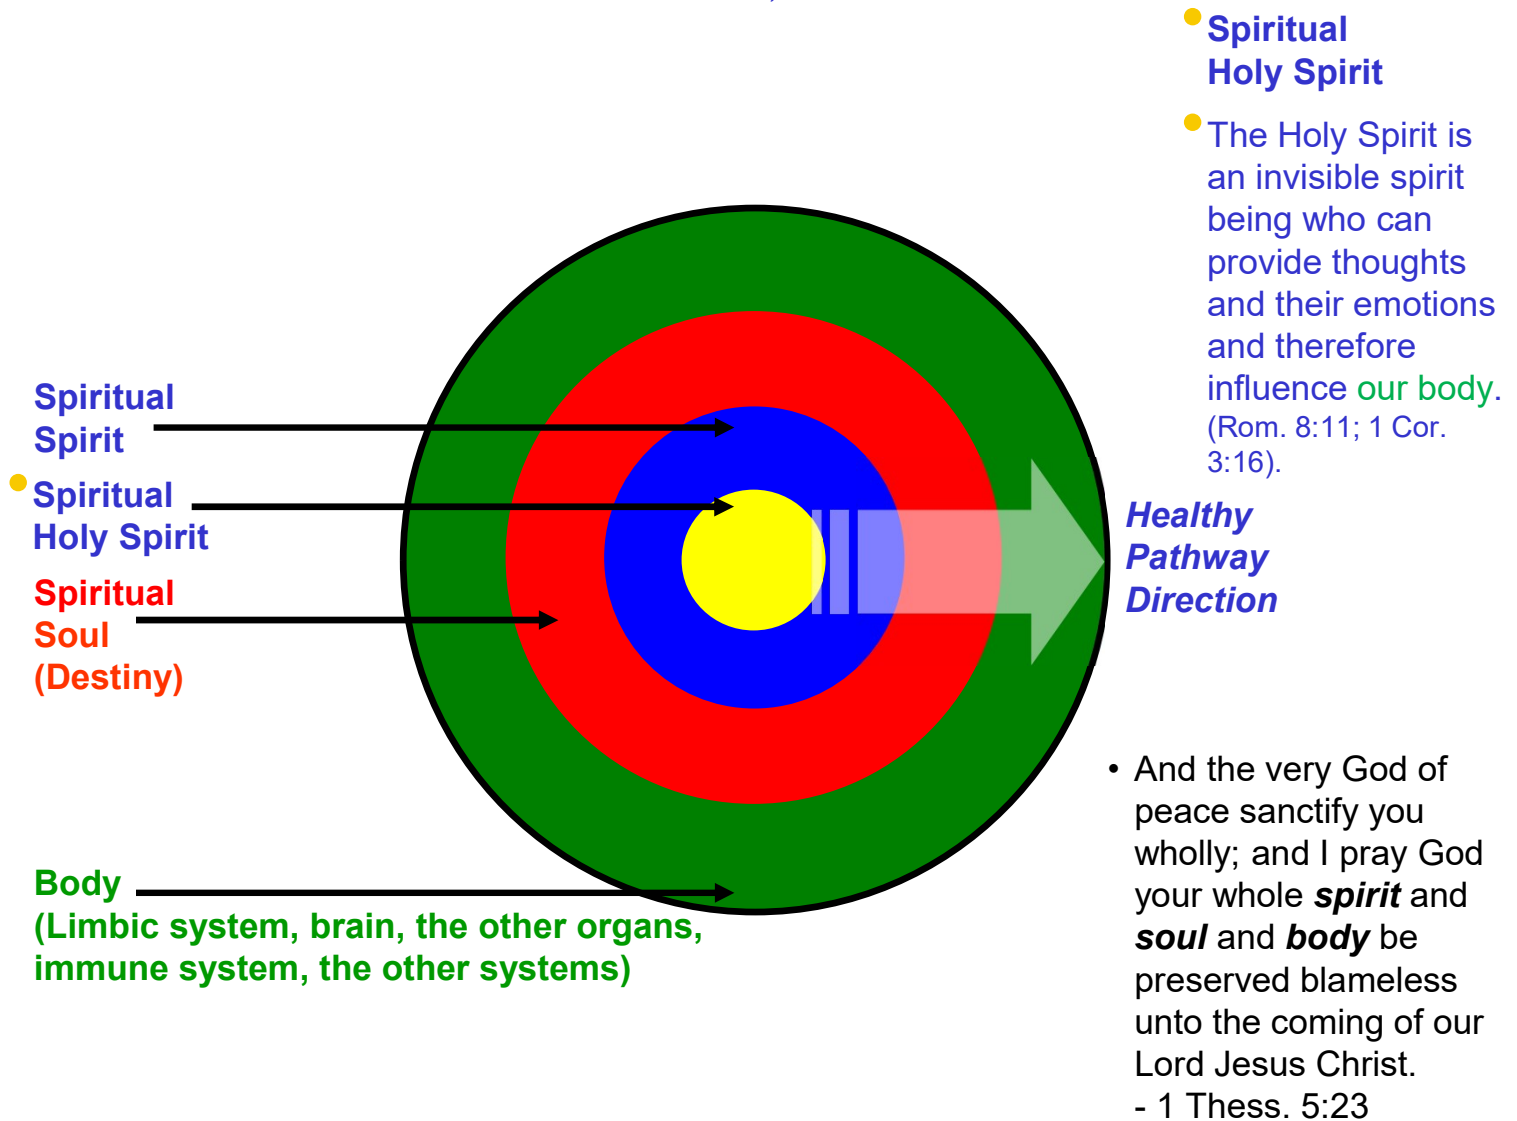 Spiritual
Spirit
• Spiritual
Holy Spirit
Spiritual
Soul
(Destiny)
Body
(Limbic system, brain, the other organs,
immune system, the other systems)
• Spiritual
Holy Spirit
• The Holy Spirit is
an invisible spirit
being who can
provide thoughts
and their emotions
and therefore
influence our body.
(Rom. 8:11; 1 Cor.
3:16).
Healthy
Pathway
Direction
• And the very God of
peace sanctify you
wholly; and I pray God
your whole spirit and
soul and body be
preserved blameless
unto the coming of our
Lord Jesus Christ.
- 1 Thess. 5:23